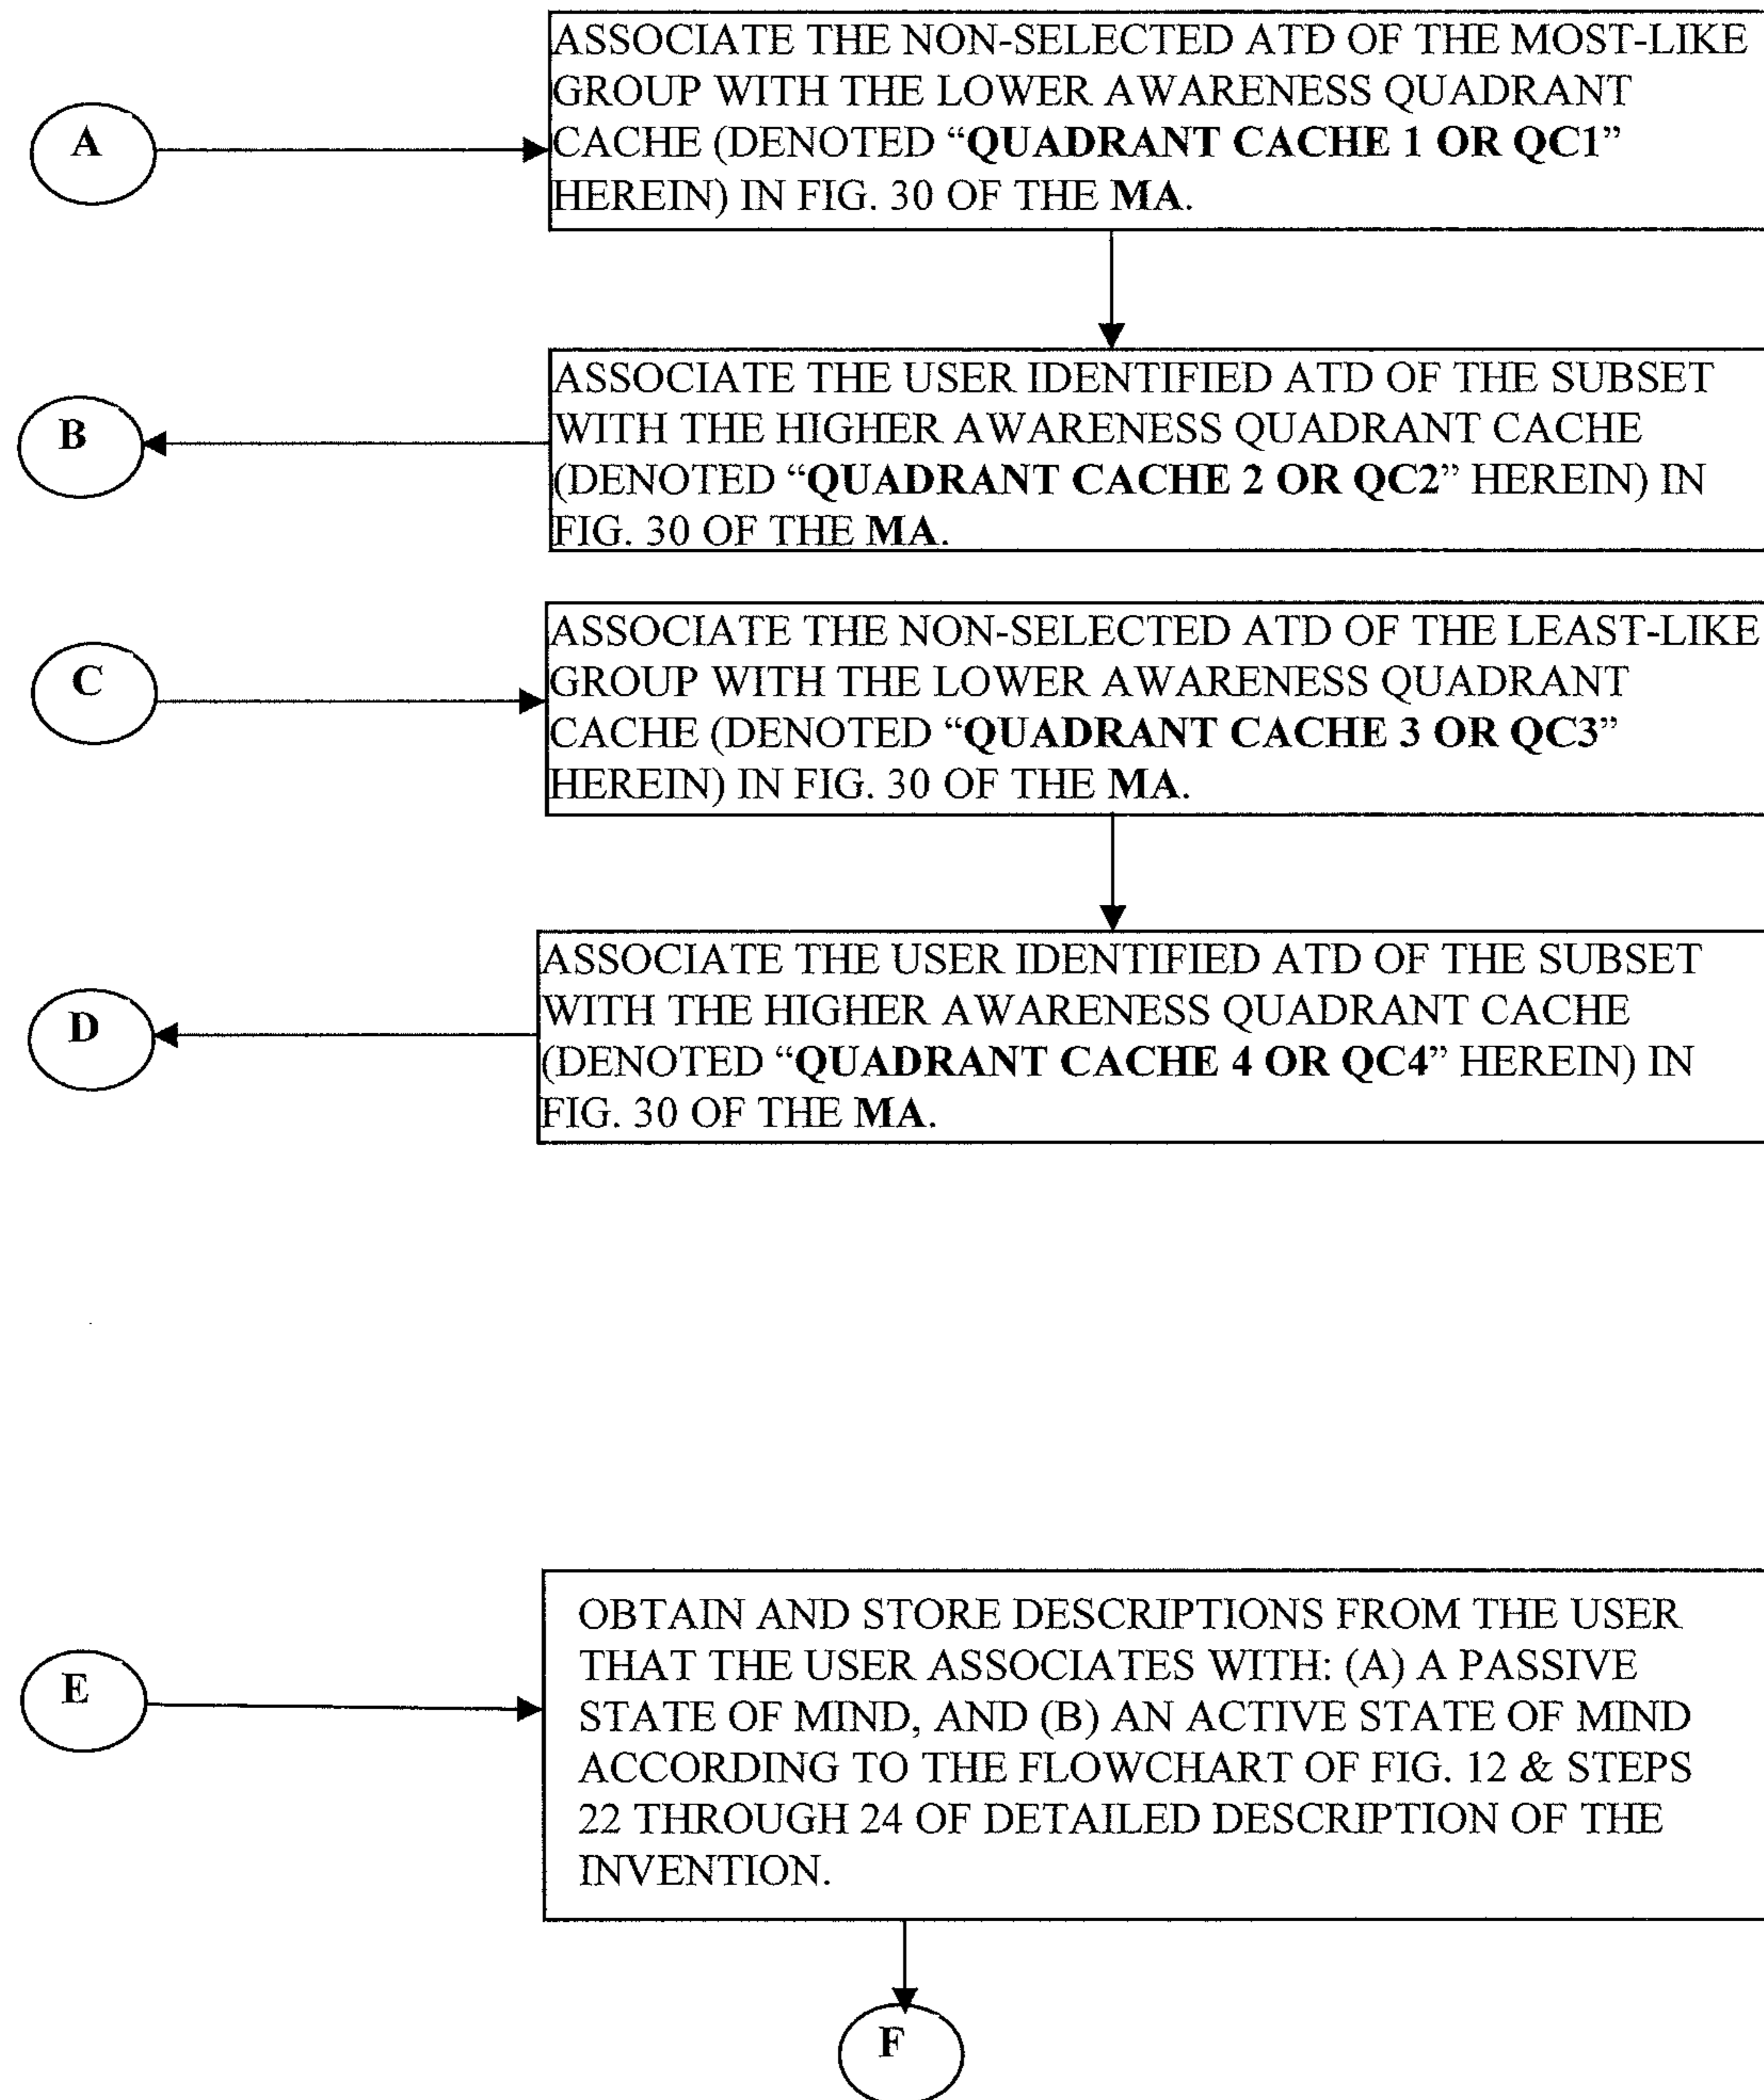 ASSOCIATE THE NON-SELECTED ATD OF THE MOST-LIKE
GROUP WITH THE LOWER AWARENESS QUADRANT
CACHE (DENOTED “QUADRANT CACHE 1 OR QC1”
HEREIN) IN FIG. 30 OF THE MA.
A
ASSOCIATE THE USER IDENTIFIED ATD OF THE SUBSET
WITH THE HIGHER AWARENESS QUADRANT CACHE
(DENOTED “QUADRANT CACHE 2 OR QC2” HEREIN) IN
FIG. 30 OF THE MA.
B
ASSOCIATE THE NON-SELECTED ATD OF THE LEAST-LIKE
GROUP WITH THE LOWER AWARENESS QUADRANT
CACHE (DENOTED “QUADRANT CACHE 3 OR QC3”
HEREIN) IN FIG. 30 OF THE MA.
C
ASSOCIATE THE USER IDENTIFIED ATD OF THE SUBSET
WITH THE HIGHER AWARENESS QUADRANT CACHE
(DENOTED “QUADRANT CACHE 4 OR QC4” HEREIN) IN
FIG. 30 OF THE MA.
D
OBTAIN AND STORE DESCRIPTIONS FROM THE USER
THAT THE USER ASSOCIATES WITH: (A) A PASSIVE
STATE OF MIND, AND (B) AN ACTIVE STATE OF MIND
ACCORDING TO THE FLOWCHART OF FIG. 12 & STEPS
22 THROUGH 24 OF DETAILED DESCRIPTION OF THE
INVENTION.
E
F